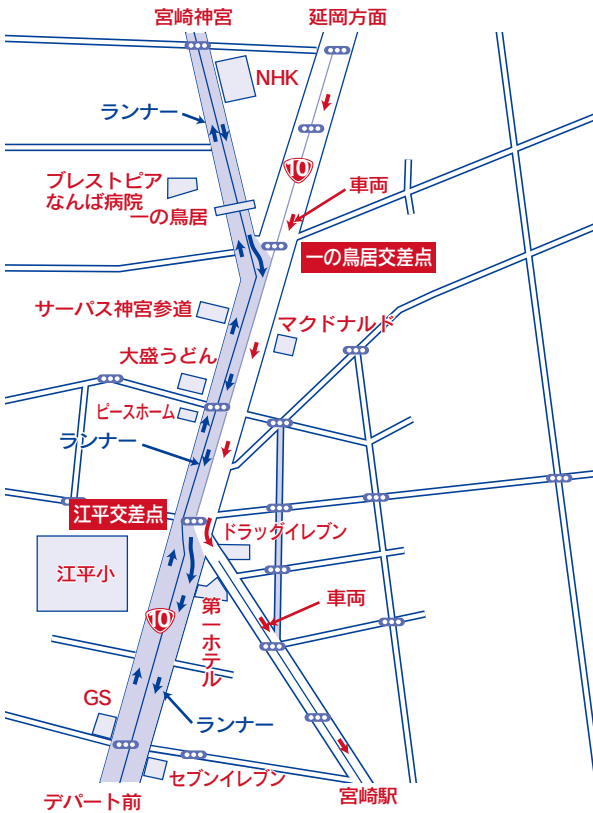 宮崎神宮
延岡方面
NHK
ランナー
10
車両
ブレストピア
なんば病院
一の鳥居
一の鳥居交差点
サーパス神宮参道
マクドナルド
大盛うどん
ピースホーム
ランナー
江平交差点
ドラッグイレブン
江平小
第一ホテル
車両
10
GS
ランナー
セブンイレブン
デパート前
宮崎駅